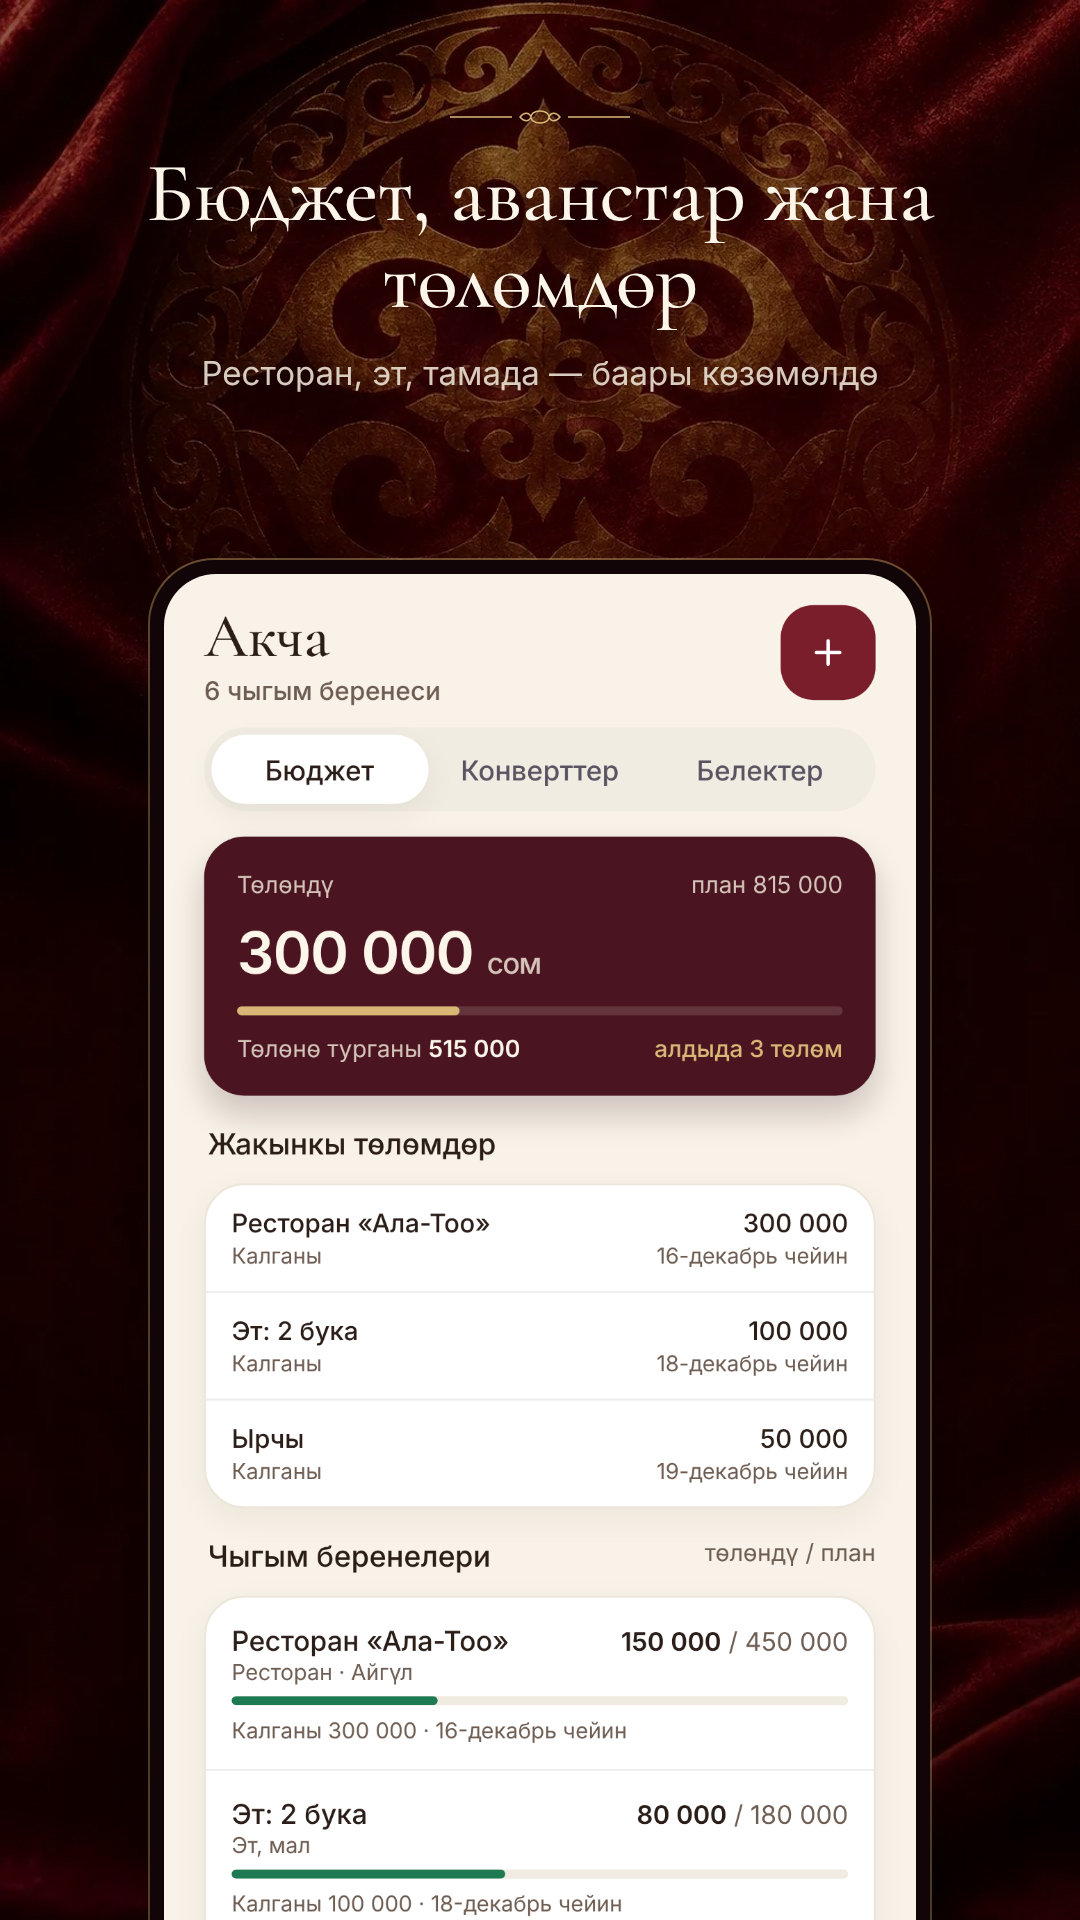 Бюджет, аванстар жана
төлөмдөр
Ресторан, эт, тамада — баары көзөмөлдө
Акча
6 чыгым беренеси
+
Бюджет Конверттер Белектер
Төлөндү план 815 000
300 000 сом
Төлөнө турганы 515 000 алдыда 3 төлөм
Жакынкы төлөмдөр
Ресторан «Ала-Тоо» 300 000
Калганы 16-декабрь чейин
Эт: 2 бука 100 000
Калганы 18-декабрь чейин
Ырчы 50 000
Калганы 19-декабрь чейин
Чыгым беренелери төлөндү / план
Ресторан «Ала-Тоо» 150 000 / 450 000
Ресторан · Айгүл
Калганы 300 000 · 16-декабрь чейин
Эт: 2 бука 80 000 / 180 000
Эт, мал
Калганы 100 000 · 18-декабрь чейин